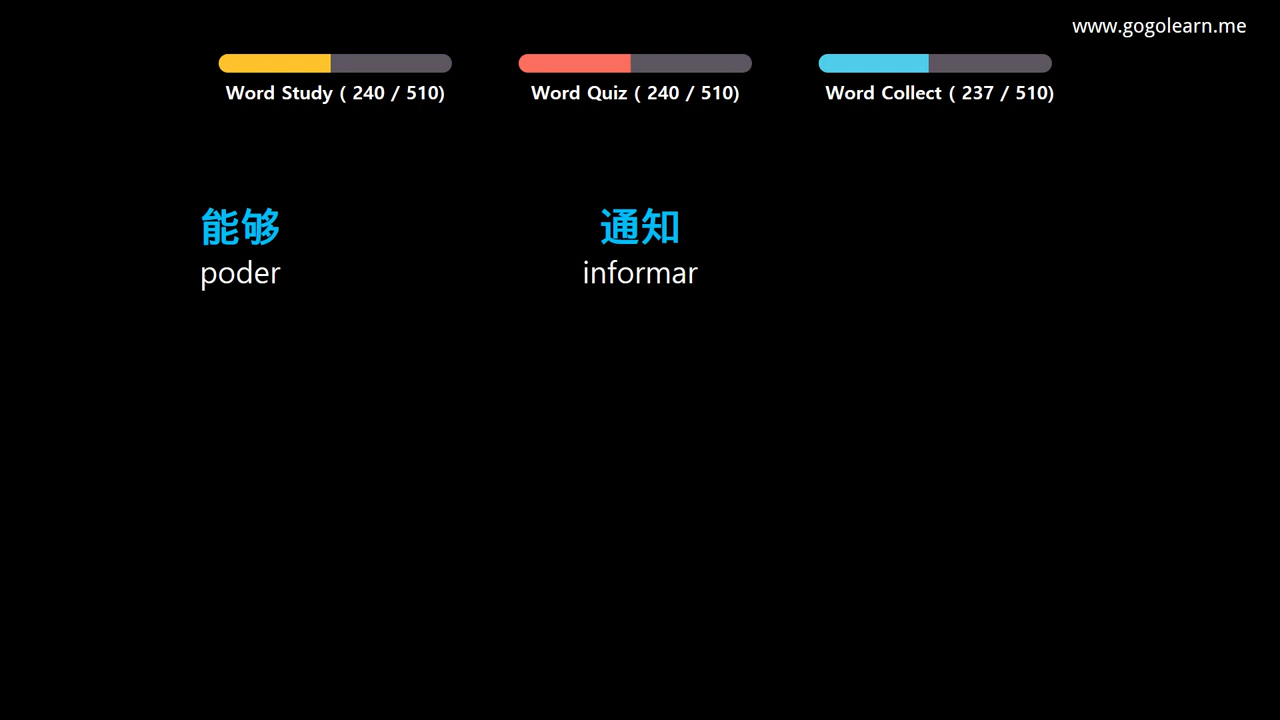 www.gogolearn.me
Word Study ( 240 / 510)
Word Quiz ( 240 / 510)
Word Collect ( 237 / 510)
能够
poder
通知
informar